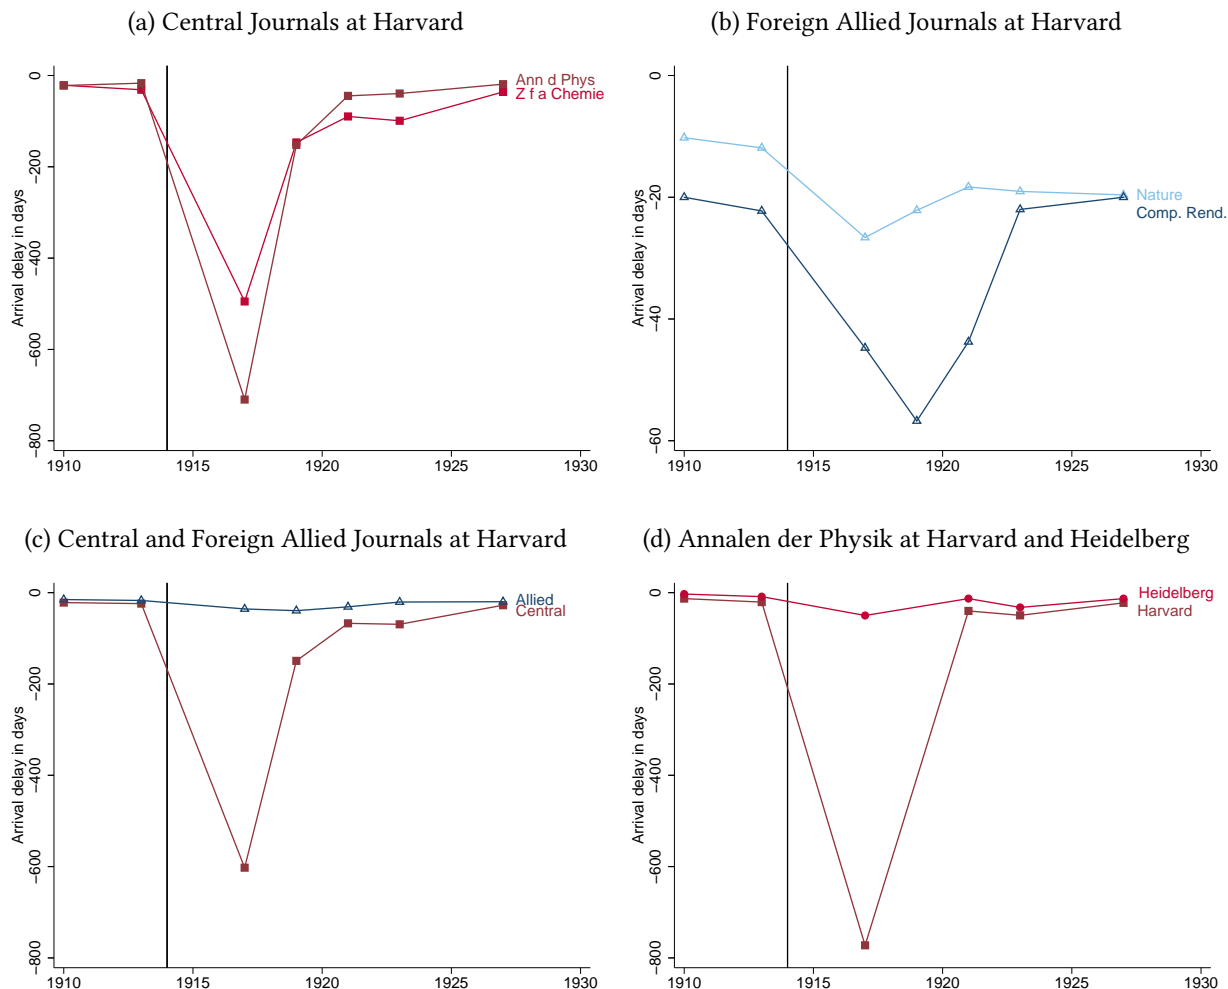 (a) Central Journals at Harvard
Arrival delay in days
0
−200
−400
−600
−800
1910 1915 1920 1925 1930
Ann d Phys
Z f a Chemie
(b) Foreign Allied Journals at Harvard
Arrival delay in days
0
−20
−40
−60
1910 1915 1920 1925 1930
Nature
Comp. Rend.
(c) Central and Foreign Allied Journals at Harvard
Arrival delay in days
0
−200
−400
−600
−800
1910 1915 1920 1925 1930
Allied
Central
(d) Annalen der Physik at Harvard and Heidelberg
Arrival delay in days
0
−200
−400
−600
−800
1910 1915 1920 1925 1930
Heidelberg
Harvard